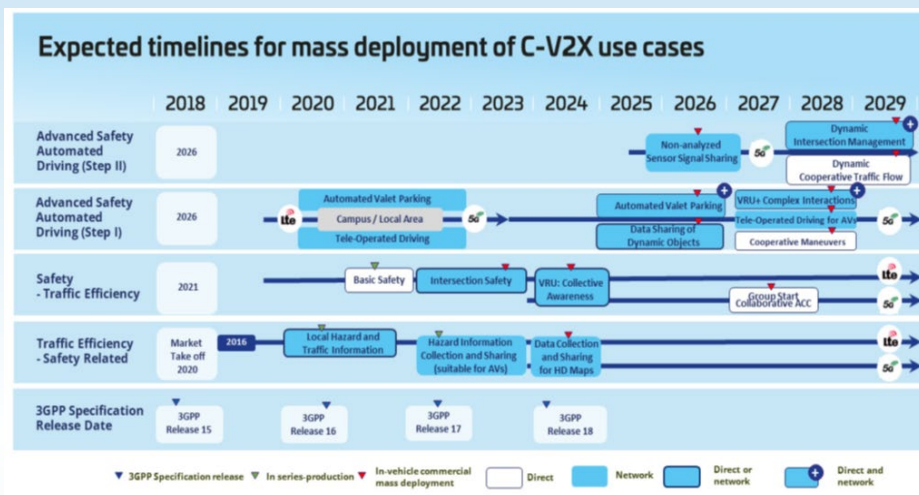 Expected timelines for mass deployment of C-V2X use cases
2018 2019 2020 2021 2022 2023 2024 2025 2026 2027 2028 2029
Advanced Safety
Automated
Driving (Step II)
2026
Non-analyzed
Sensor Signal Sharing
5G
Dynamic
Intersection Management
+
Dynamic
Cooperative Traffic Flow
Advanced Safety
Automated
Driving (Step I)
2026
lte
Automated Valet Parking
Campus / Local Area
Tele-Operated Driving
5G
Automated Valet Parking
+
Data Sharing of
Dynamic Objects
VRU+ Complex Interactions
+
Tele-Operated Driving for AVs
Cooperative Maneuvers
5G
Safety
- Traffic Efficiency
2021
Basic Safety
Intersection Safety
VRU: Collective
Awareness
Group Start
Collaborative ACC
lte
5G
Traffic Efficiency
- Safety Related
Market
Take off
2020
2016
Local Hazard and
Traffic Information
Hazard Information
Collection and Sharing
(suitable for AVs)
Data Collection
and Sharing
for HD Maps
lte
5G
3GPP Specification
Release Date
3GPP
Release 15
3GPP
Release 16
3GPP
Release 17
3GPP
Release 18
3GPP Specification release
In series-production
In-vehicle commercial
mass deployment
Direct
Network
Direct or
network
+
Direct and
network